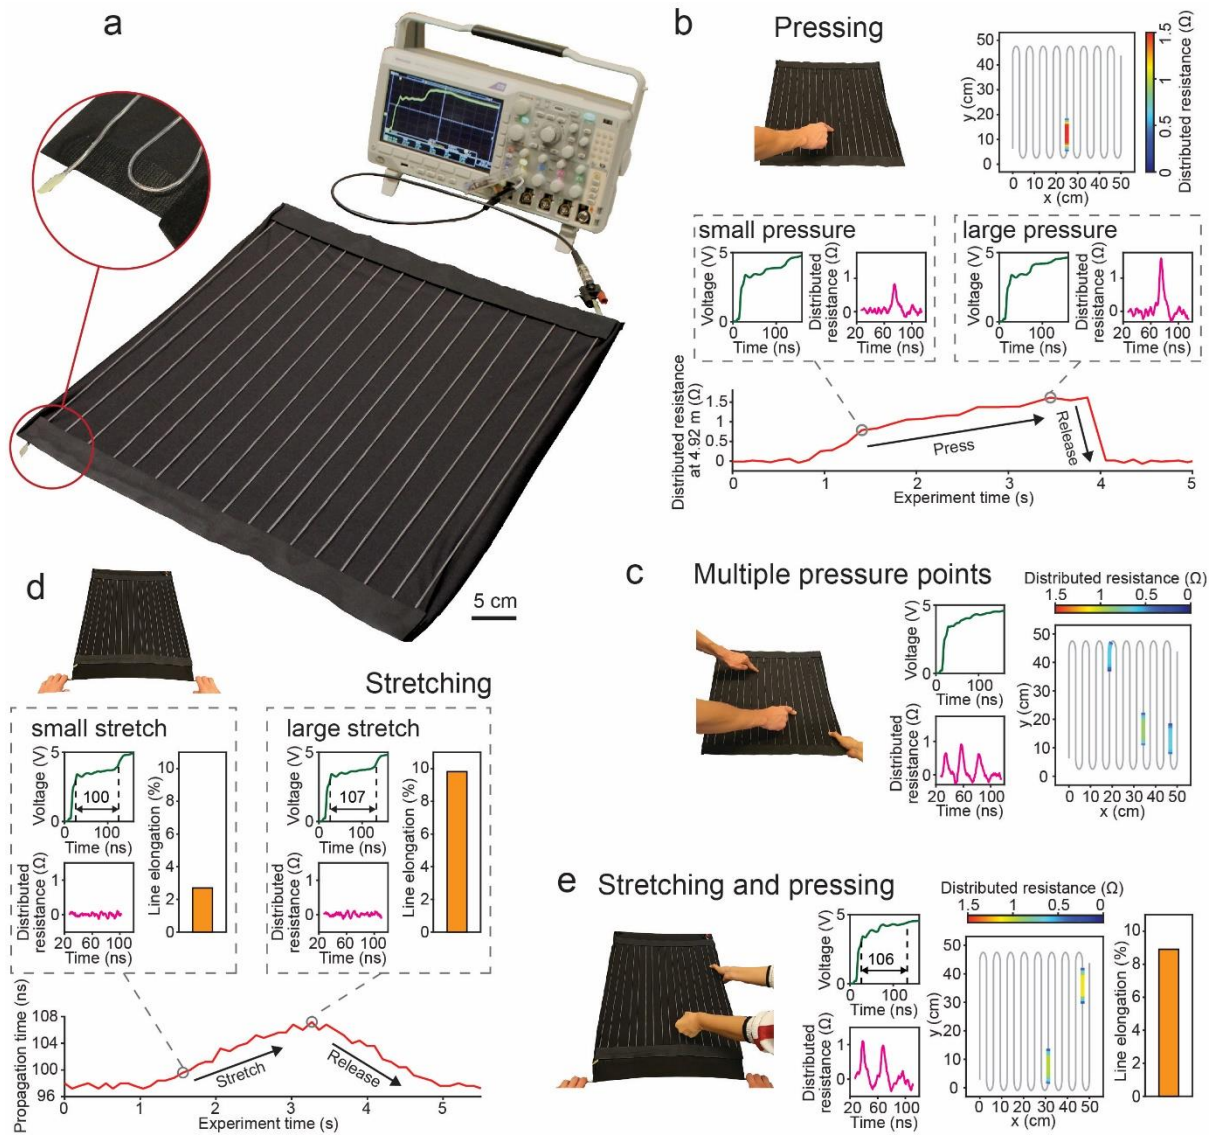 a
5 cm
b Pressing
50
40
30
20
10
0
y (cm)
0 10 20 30 40 50
x (cm)
1.5
1
0.5
0
Distributed resistance (Ω)
small pressure
Voltage (V)
5
0
0 100
Time (ns)
Distributed
resistance (Ω)
1
0
20 60 100
Time (ns)
large pressure
Voltage (V)
5
0
0 100
Time (ns)
Distributed
resistance (Ω)
1
0
20 60 100
Time (ns)
Distributed resistance
at 4.92 m (Ω)
1.5
1.0
0.5
0
Press
Release
0 1 2 3 4 5
Experiment time (s)
c Multiple pressure points
Voltage (V)
5
0
0 100
Time (ns)
Distributed
resistance (Ω)
1
0
20 60 100
Time (ns)
Distributed resistance (Ω)
1.5 1 0.5 0
50
40
30
20
10
0
y (cm)
0 10 20 30 40 50
x (cm)
d
Stretching
small stretch
Voltage (V)
5
0
100
0 100
Time (ns)
Distributed
resistance (Ω)
1
0
20 60 100
Time (ns)
Line elongation (%)
10
8
6
4
2
0
large stretch
Voltage (V)
5
0
107
0 100
Time (ns)
Distributed
resistance (Ω)
1
0
20 60 100
Time (ns)
Line elongation (%)
10
8
6
4
2
0
Propagation time (ns)
108
104
100
96
Stretch
Release
0 1 2 3 4 5
Experiment time (s)
e Stretching and pressing
Voltage (V)
5
0
106
0 100
Time (ns)
Distributed
resistance (Ω)
1
0
20 60 100
Time (ns)
Distributed resistance (Ω)
1.5 1 0.5 0
50
40
30
20
10
0
y (cm)
0 10 20 30 40 50
x (cm)
Line elongation (%)
10
8
6
4
2
0